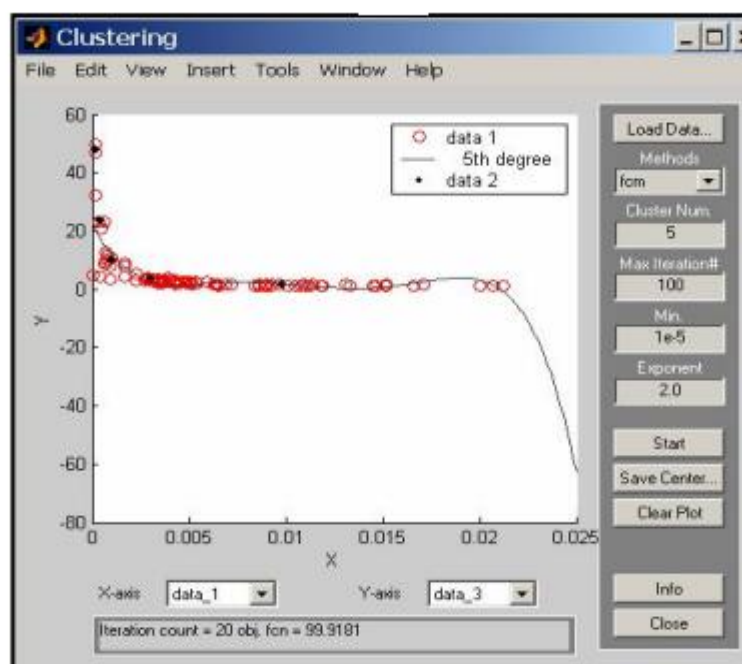 Clustering
File Edit View Insert Tools Window Help
60
40
20
0
-20
-40
-60
-80
Y
0 0.005 0.01 0.015 0.02 0.025
X
data 1
5th degree
data 2
Load Data...
Methods
fcm
Cluster Num.
5
Max Iteration#
100
Min.
1e-5
Exponent
2.0
Start
Save Center...
Clear Plot
Info
Close
X-axis data_1 Y-axis data_3
Iteration count = 20 obj. fcn = 99.9181